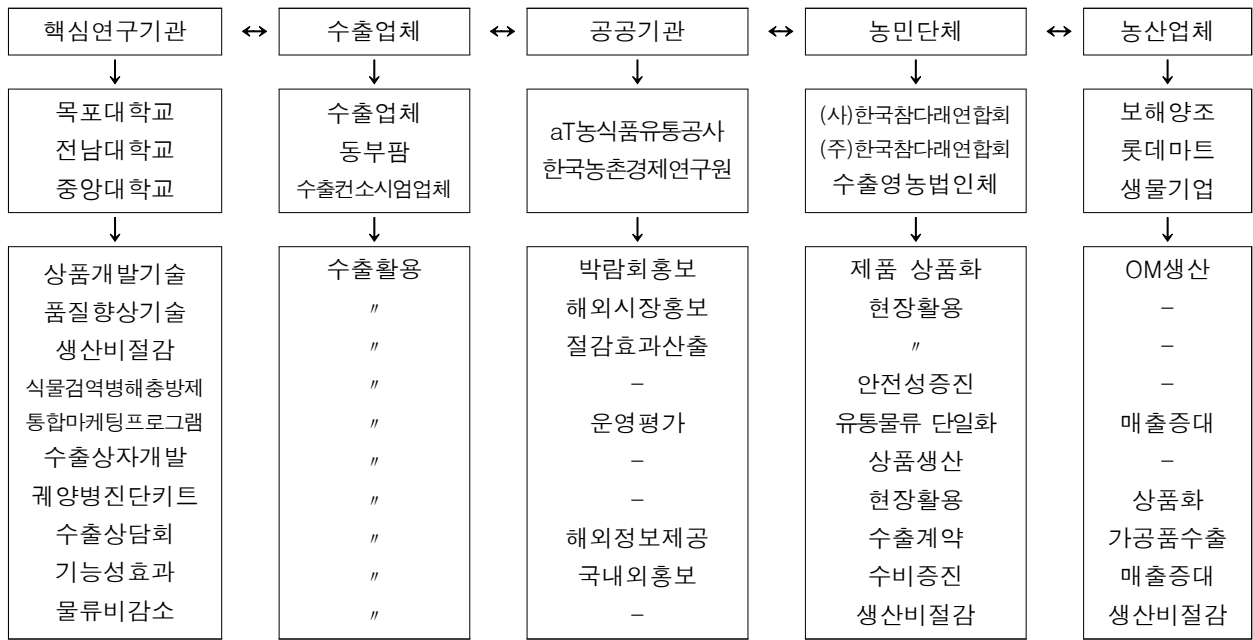 핵심연구기관 ↔ 수출업체 ↔ 공공기관 ↔ 농민단체 ↔ 농산업체
목포대학교
전남대학교
중앙대학교
수출업체
동부팜
수출컨소시엄업체
aT농식품유통공사
한국농촌경제연구원
(사)한국참다래연합회
(주)한국참다래연합회
수출영농법인체
보해양조
롯데마트
생물기업
상품개발기술
품질향상기술
생산비절감
식물검역병해충방제
통합마케팅프로그램
수출상자개발
궤양병진단키트
수출상담회
기능성효과
물류비감소
수출활용
〃
〃
〃
〃
〃
〃
〃
〃
〃
박람회홍보
해외시장홍보
절감효과산출
–
운영평가
–
–
해외정보제공
국내외홍보
–
제품 상품화
현장활용
〃
안전성증진
유통물류 단일화
상품생산
현장활용
수출계약
수비증진
생산비절감
OM생산
–
–
–
매출증대
–
상품화
가공품수출
매출증대
생산비절감